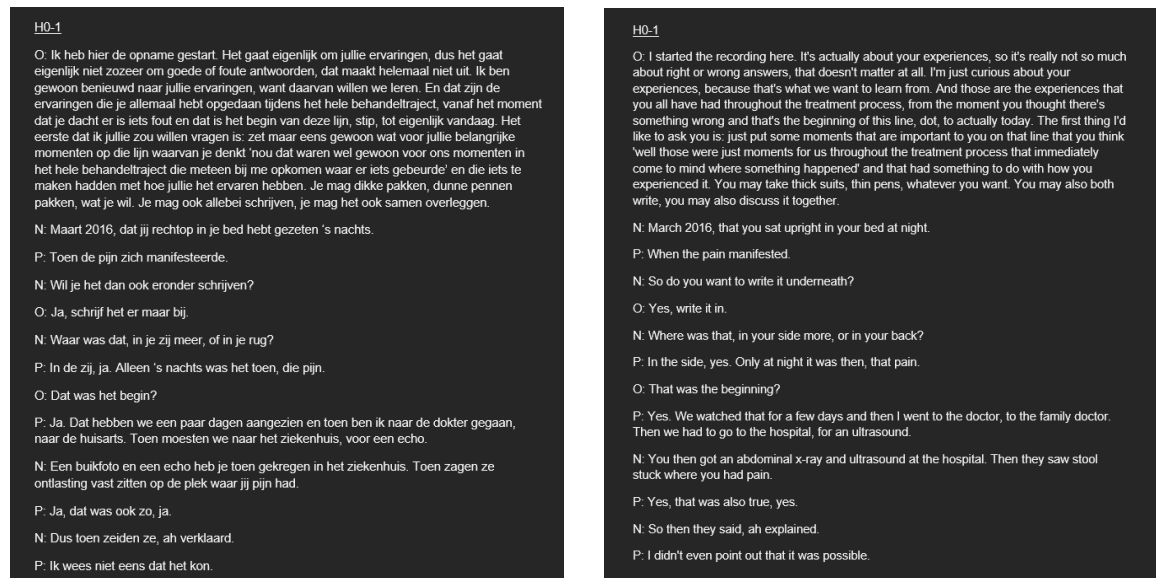 H0-1
O: Ik heb hier de opname gestart. Het gaat eigenlijk om jullie ervaringen, dus het gaat
eigenlijk niet zozeer om goede of foute antwoorden, dat maakt helemaal niet uit. Ik ben
gewoon benieuwd naar jullie ervaringen, want daarvan willen we leren. En dat zijn de
ervaringen die je allemaal hebt opgedaan tijdens het hele behandeltraject, vanaf het moment
dat je dacht er is iets fout en dat is het begin van deze lijn, stip, tot eigenlijk vandaag. Het
eerste dat ik jullie zou willen vragen is: zet maar eens gewoon wat voor jullie belangrijke
momenten op die lijn waarvan je denkt ‘nou dat waren wel gewoon voor ons momenten in
het hele behandeltraject die meteen bij me opkomen waar er iets gebeurde’ en die iets te
maken hadden met hoe jullie het ervaren hebben. Je mag dikke pakken, dunne pennen
pakken, wat je wil. Je mag ook allebei schrijven, je mag het ook samen overleggen.
N: Maart 2016, dat jij rechtop in je bed hebt gezeten ‘s nachts.
P: Toen de pijn zich manifesteerde.
N: Wil je het dan ook eronder schrijven?
O: Ja, schrijf het er maar bij.
N: Waar was dat, in je zij meer, of in je rug?
P: In de zij, ja. Alleen ‘s nachts was het toen, die pijn.
O: Dat was het begin?
P: Ja. Dat hebben we een paar dagen aangezien en toen ben ik naar de dokter gegaan,
naar de huisarts. Toen moesten we naar het ziekenhuis, voor een echo.
N: Een buikfoto en een echo heb je toen gekregen in het ziekenhuis. Toen zagen ze
ontlasting vast zitten op de plek waar jij pijn had.
P: Ja, dat was ook zo, ja.
N: Dus toen zeiden ze, ah verklaard.
P: Ik wees niet eens dat het kon.
H0-1
O: I started the recording here. It's actually about your experiences, so it's really not so much
about right or wrong answers, that doesn't matter at all. I'm just curious about your
experiences, because that's what we want to learn from. And those are the experiences that
you all have had throughout the treatment process, from the moment you thought there's
something wrong and that's the beginning of this line, dot, to actually today. The first thing I'd
like to ask you is: just put some moments that are important to you on that line that you think
'well those were just moments for us throughout the treatment process that immediately
come to mind where something happened' and that had something to do with how you
experienced it. You may take thick suits, thin pens, whatever you want. You may also both
write, you may also discuss it together.
N: March 2016, that you sat upright in your bed at night.
P: When the pain manifested.
N: So do you want to write it underneath?
O: Yes, write it in.
N: Where was that, in your side more, or in your back?
P: In the side, yes. Only at night it was then, that pain.
O: That was the beginning?
P: Yes. We watched that for a few days and then I went to the doctor, to the family doctor.
Then we had to go to the hospital, for an ultrasound.
N: You then got an abdominal x-ray and ultrasound at the hospital. Then they saw stool
stuck where you had pain.
P: Yes, that was also true, yes.
N: So then they said, ah explained.
P: I didn't even point out that it was possible.